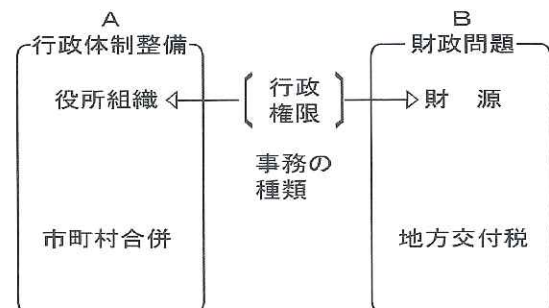 A
行政体制整備
役所組織
市町村合併
行政
権限
事務の
種類
B
財政問題
財　源
地方交付税